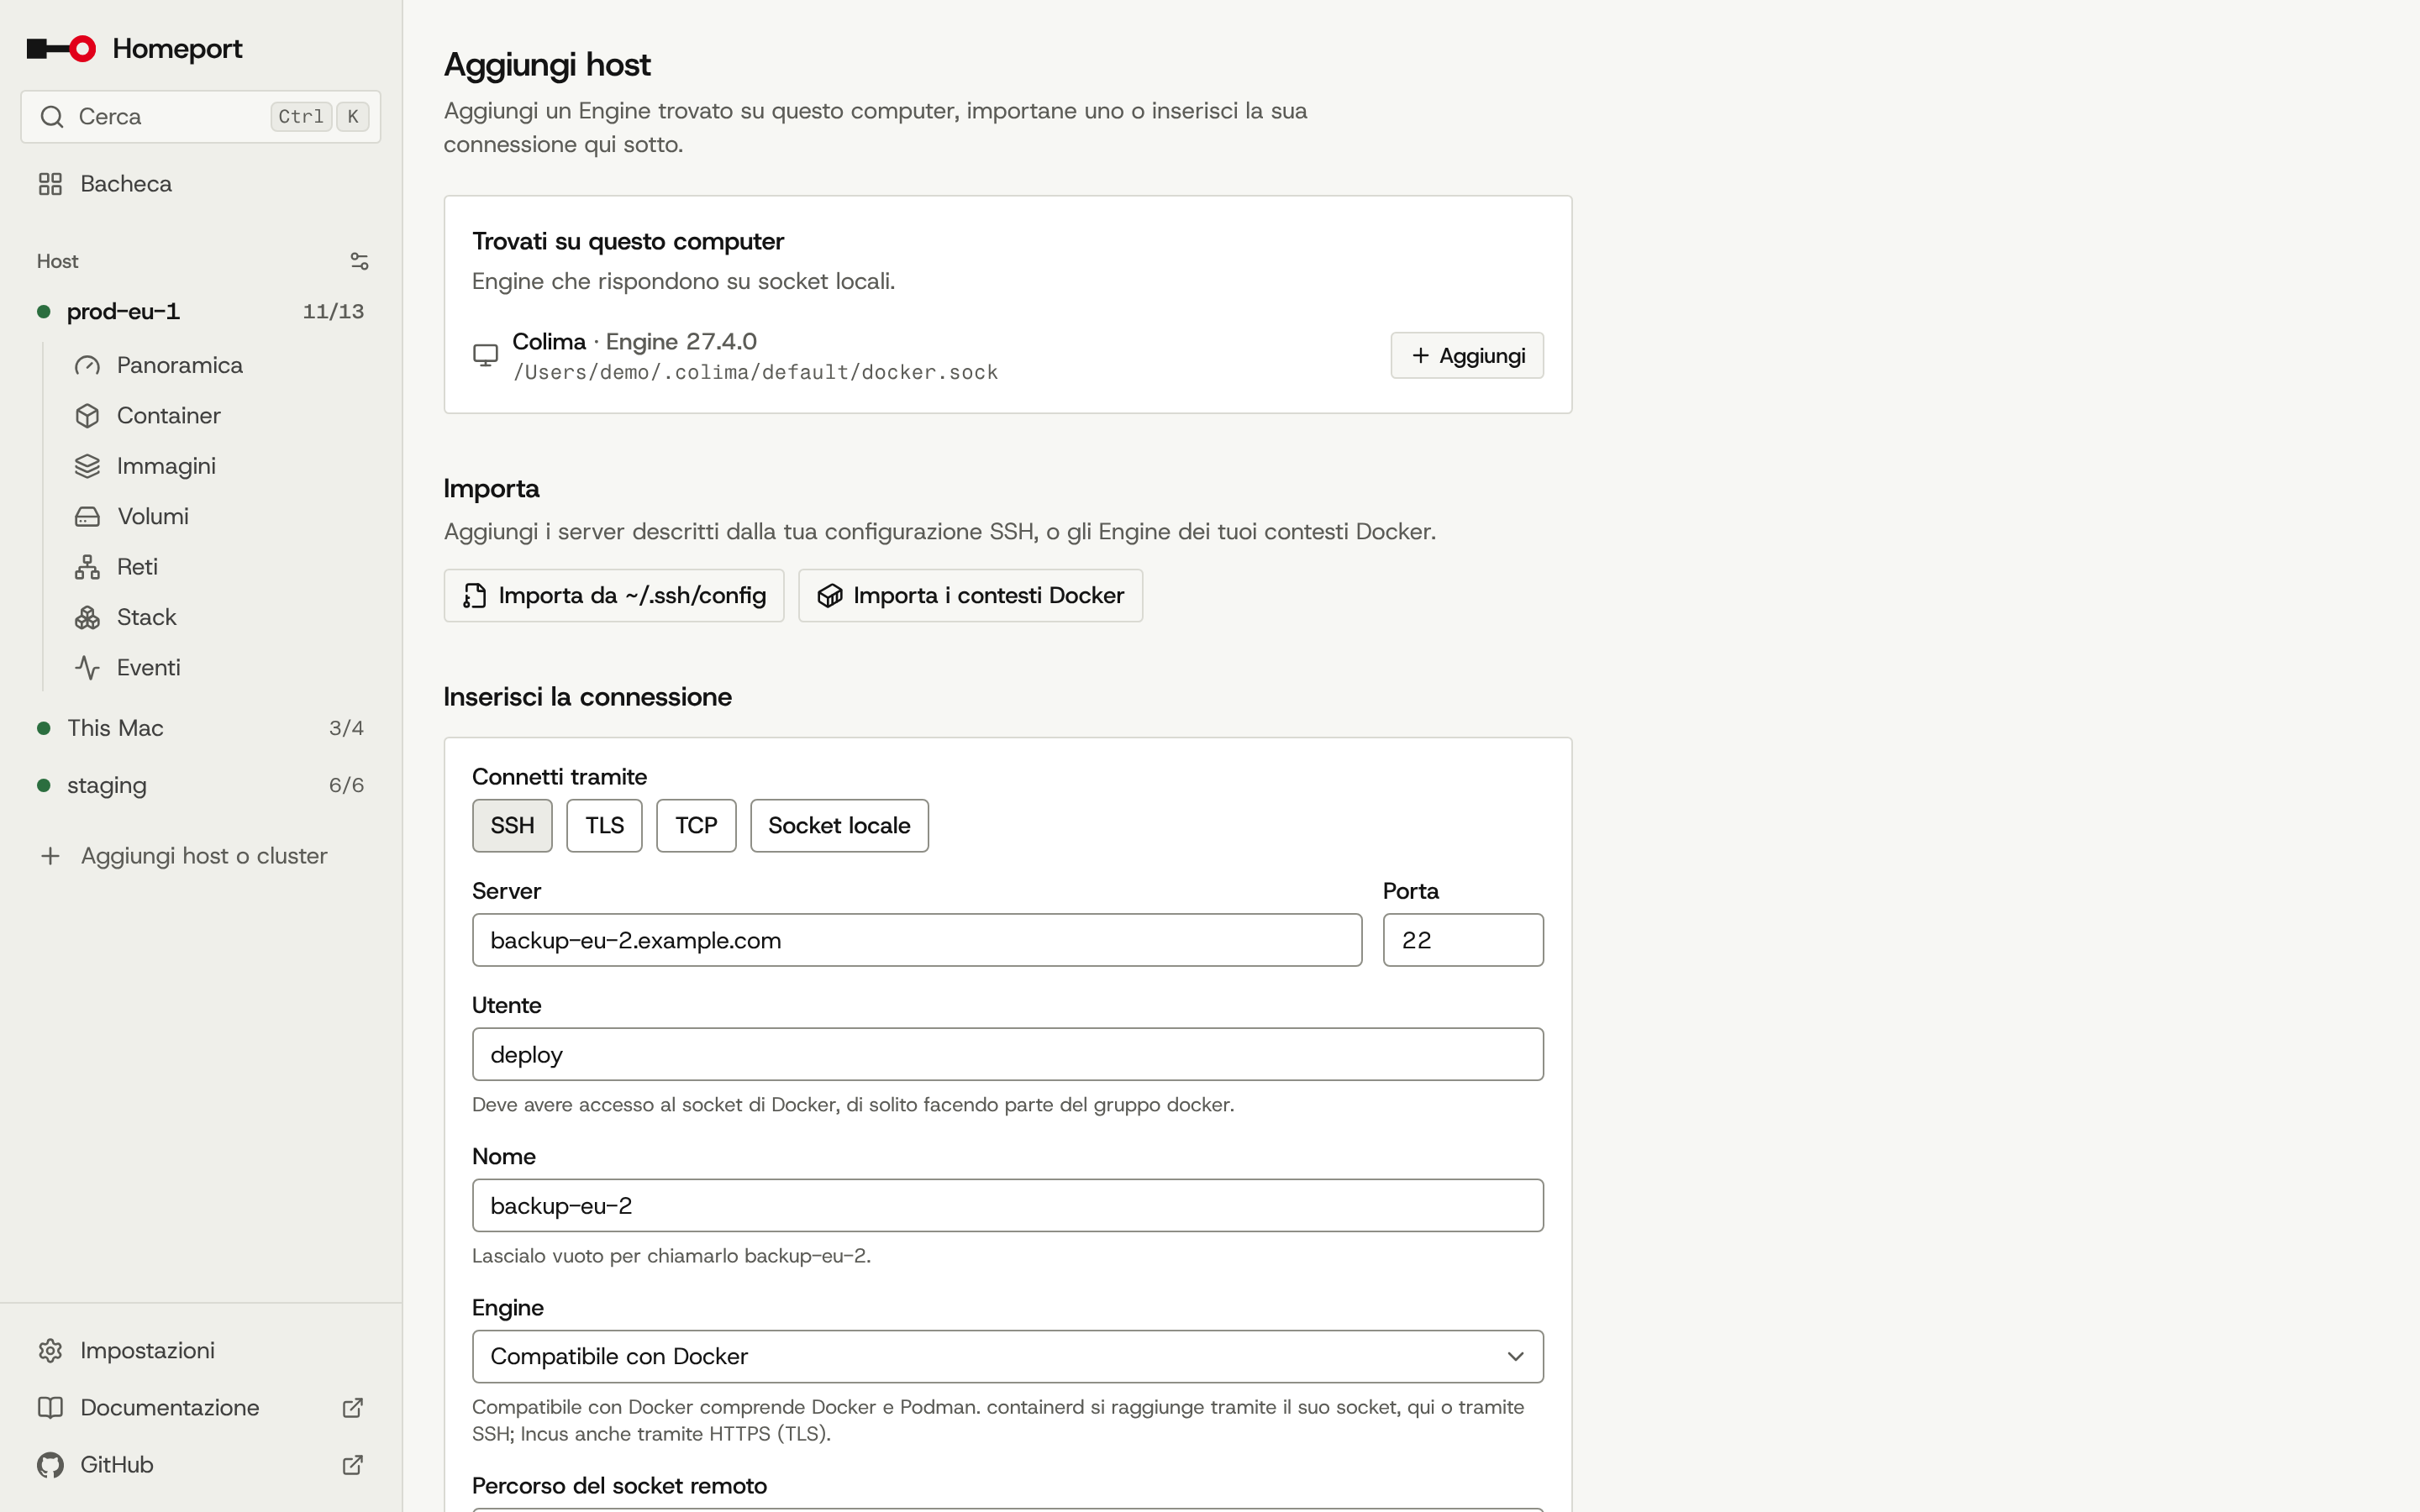 Homeport
Cerca
Ctrl K
Bacheca
Host
prod-eu-1 11/13
Panoramica
Container
Immagini
Volumi
Reti
Stack
Eventi
This Mac 3/4
staging 6/6
Aggiungi host o cluster
Impostazioni
Documentazione
GitHub
Aggiungi host
Aggiungi un Engine trovato su questo computer, importane uno o inserisci la sua
connessione qui sotto.
Trovati su questo computer
Engine che rispondono su socket locali.
Colima · Engine 27.4.0
/Users/demo/.colima/default/docker.sock
Aggiungi
Importa
Aggiungi i server descritti dalla tua configurazione SSH, o gli Engine dei tuoi contesti Docker.
Importa da ~/.ssh/config
Importa i contesti Docker
Inserisci la connessione
Connetti tramite
SSH TLS TCP Socket locale
Server Porta
backup-eu-2.example.com 22
Utente
deploy
Deve avere accesso al socket di Docker, di solito facendo parte del gruppo docker.
Nome
backup-eu-2
Lascialo vuoto per chiamarlo backup-eu-2.
Engine
Compatibile con Docker
Compatibile con Docker comprende Docker e Podman. containerd si raggiunge tramite il suo socket, qui o tramite
SSH; Incus anche tramite HTTPS (TLS).
Percorso del socket remoto